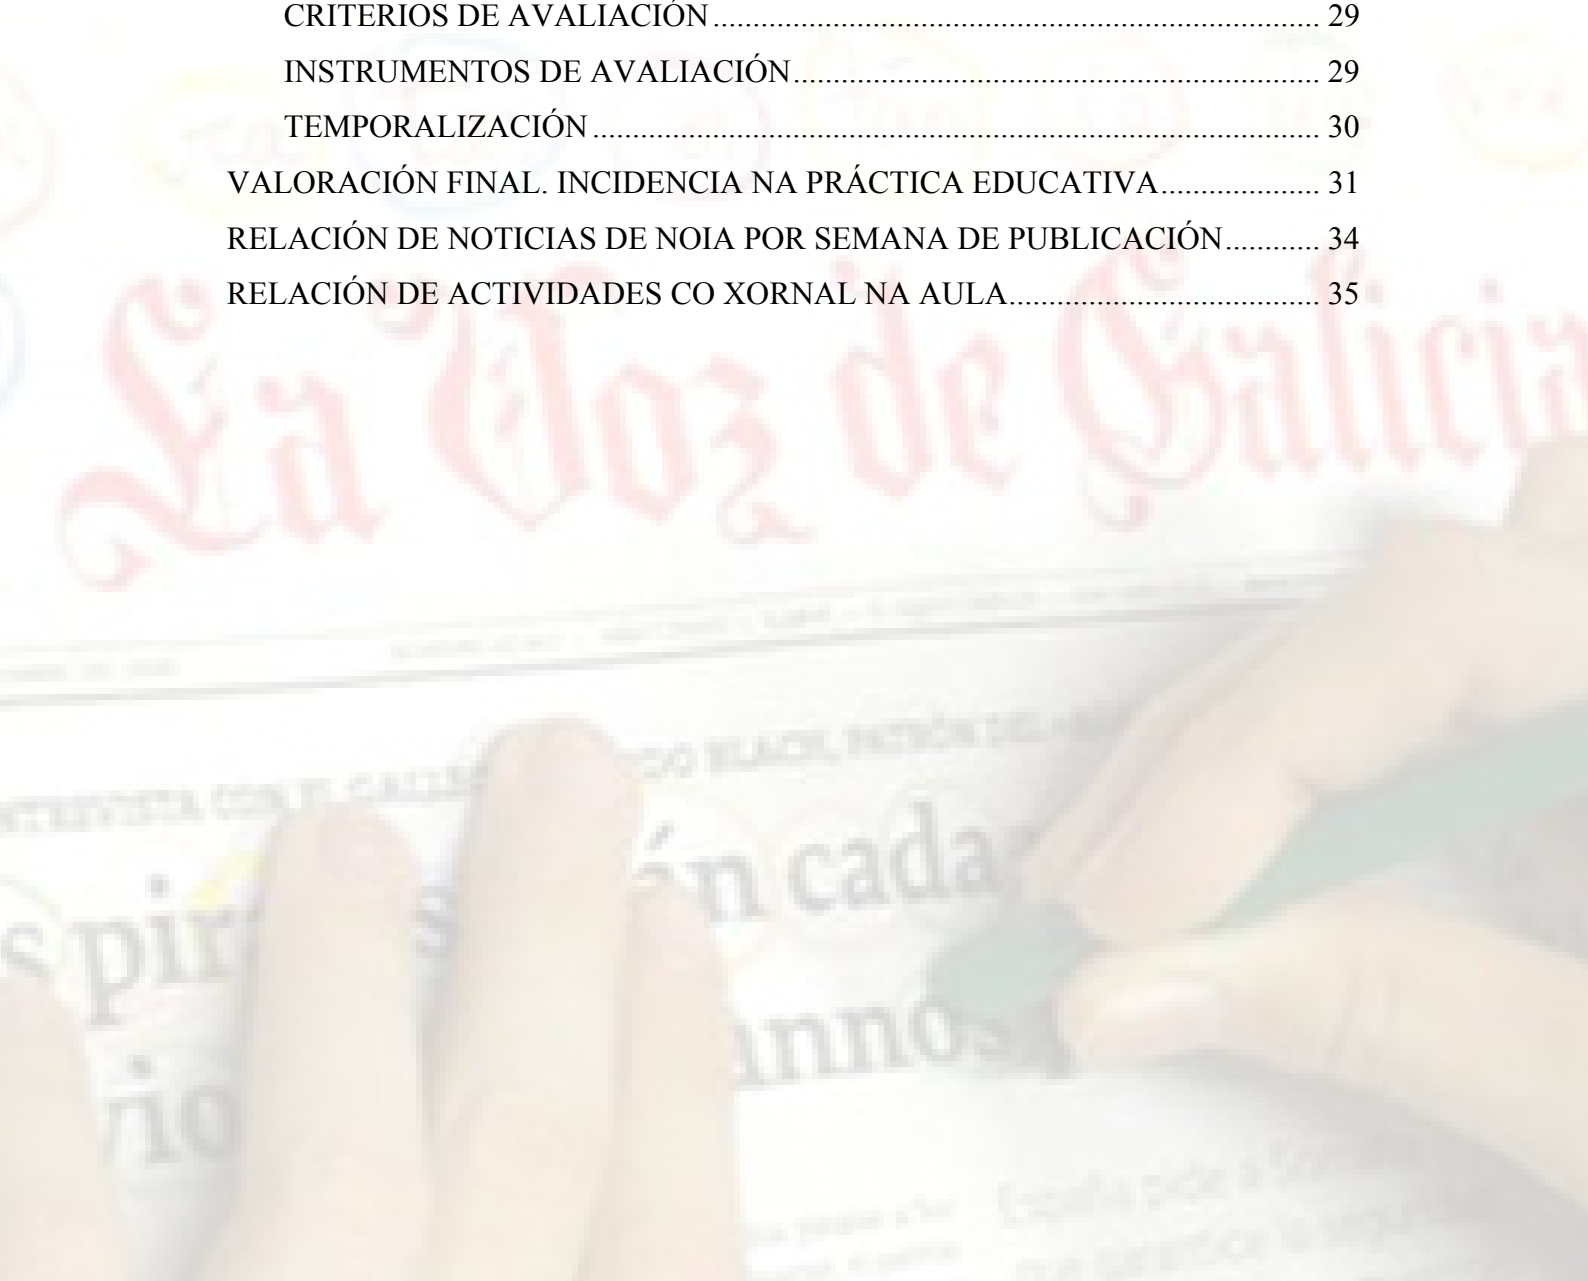 CRITERIOS DE AVALIACIÓN ........ 29
INSTRUMENTOS DE AVALIACIÓN ........ 29
TEMPORALIZACIÓN ........ 30
VALORACIÓN FINAL. INCIDENCIA NA PRÁCTICA EDUCATIVA ........ 31
RELACIÓN DE NOTICIAS DE NOIA POR SEMANA DE PUBLICACIÓN ........ 34
RELACIÓN DE ACTIVIDADES CO XORNAL NA AULA ........ 35
La Voz de Galicia
cada